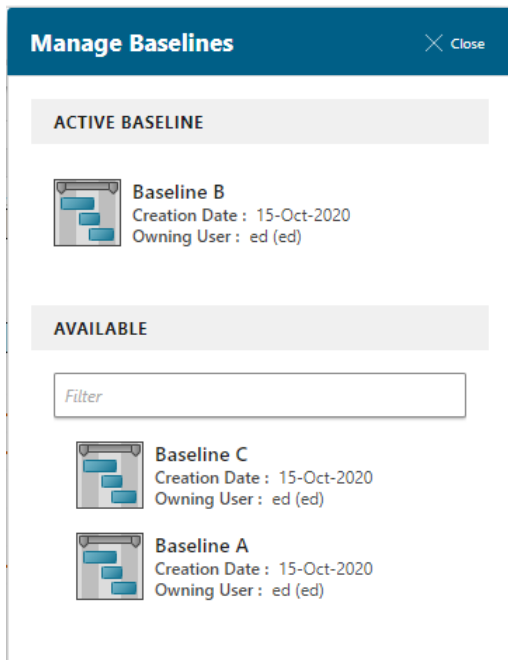 Manage Baselines
Close
ACTIVE BASELINE
Baseline B
Creation Date : 15-Oct-2020
Owning User : ed (ed)
AVAILABLE
Filter
Baseline C
Creation Date : 15-Oct-2020
Owning User : ed (ed)
Baseline A
Creation Date : 15-Oct-2020
Owning User : ed (ed)